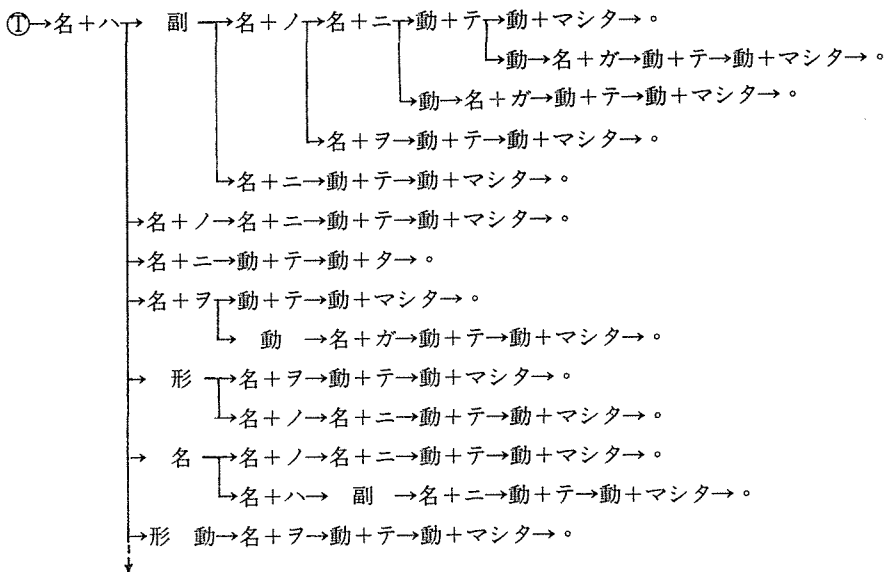 ①→名+ハ→副→名+ノ→名+ニ→動+テ→動+マシタ→。
→動→名+ガ→動+テ→動+マシタ→。
→動→名+ガ→動+テ→動+マシタ→。
→名+ヲ→動+テ→動+マシタ→。
→名+ニ→動+テ→動+マシタ→。
→名+ノ→名+ニ→動+テ→動+マシタ→。
→名+ニ→動+テ→動+タ→。
→名+ヲ→動+テ→動+マシタ→。
→動→名+ガ→動+テ→動+マシタ→。
→形→名+ヲ→動+テ→動+マシタ→。
→名+ノ→名+ニ→動+テ→動+マシタ→。
→名→名+ノ→名+ニ→動+テ→動+マシタ→。
→名+ハ→副→名+ニ→動+テ→動+マシタ→。
→形動→名+ヲ→動+テ→動+マシタ→。